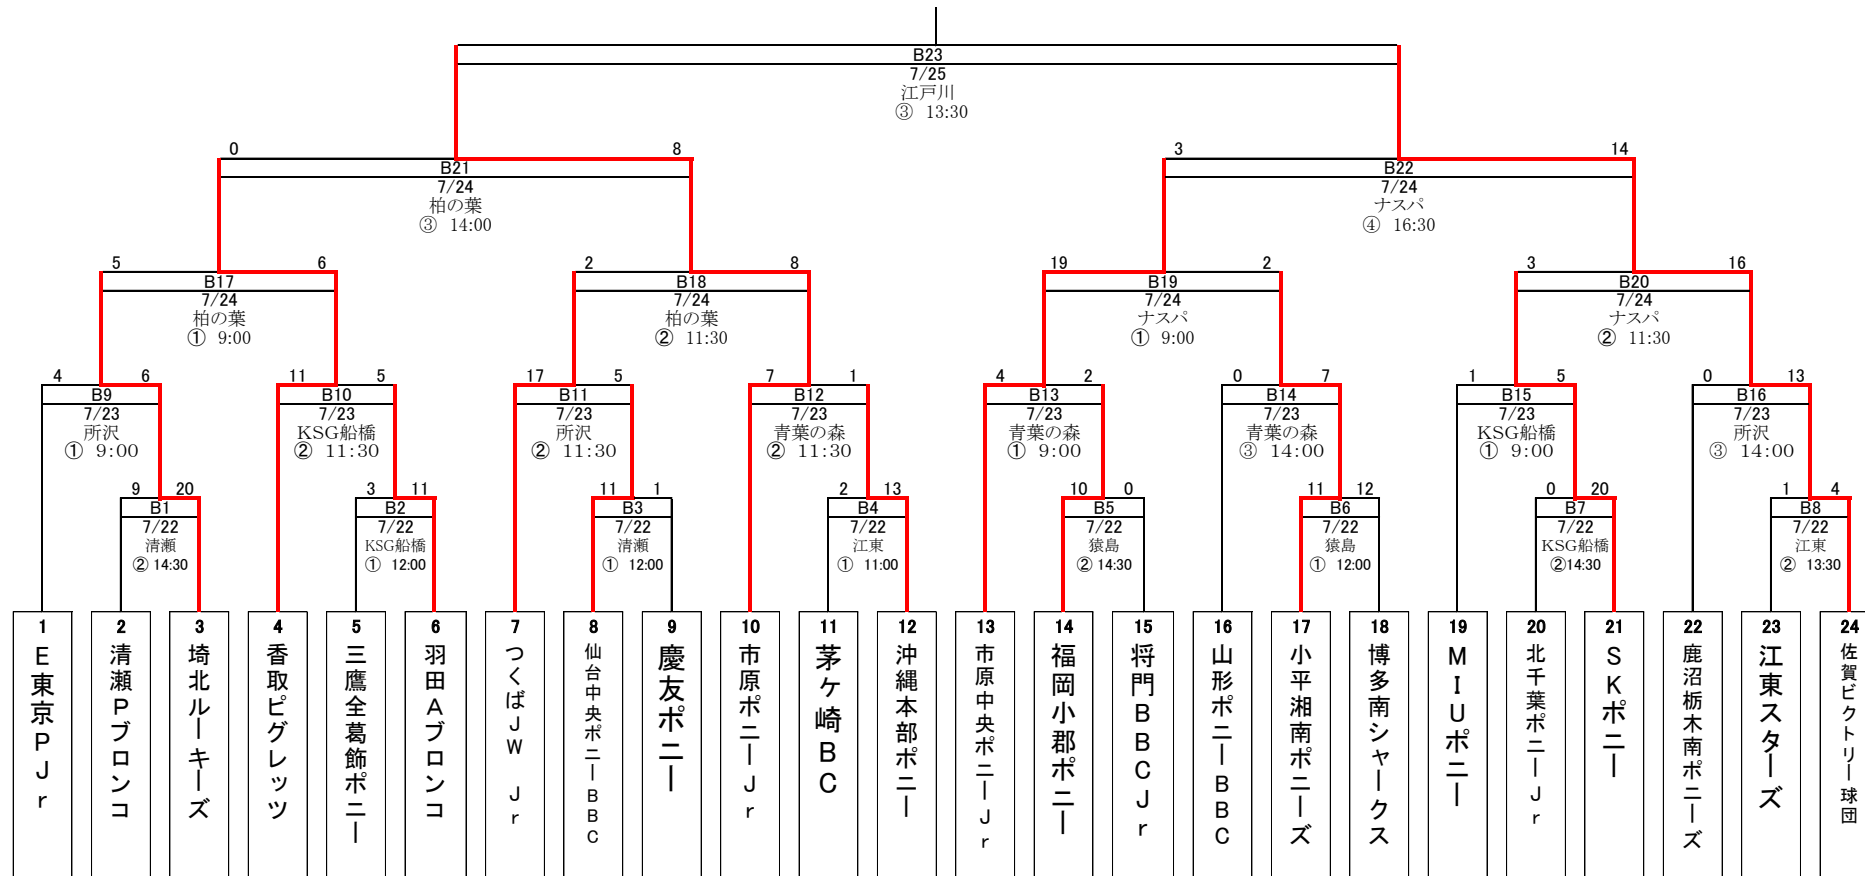 B23
7/25
江戸川
③ 13:30
0 8
B21
7/24
柏の葉
③ 14:00
3 14
B22
7/24
ナスパ
④ 16:30
5 6
B17
7/24
柏の葉
① 9:00
2 8
B18
7/24
柏の葉
② 11:30
19 2
B19
7/24
ナスパ
① 9:00
3 16
B20
7/24
ナスパ
② 11:30
4 6
B9
7/23
所沢
① 9:00
11 5
B10
7/23
KSG船橋
② 11:30
17 5
B11
7/23
所沢
② 11:30
7 1
B12
7/23
青葉の森
② 11:30
4 2
B13
7/23
青葉の森
① 9:00
0 7
B14
7/23
青葉の森
③ 14:00
1 5
B15
7/23
KSG船橋
① 9:00
0 13
B16
7/23
所沢
③ 14:00
9 20
B1
7/22
清瀬
② 14:30
3 11
B2
7/22
KSG船橋
① 12:00
11 1
B3
7/22
清瀬
① 12:00
2 13
B4
7/22
江東
① 11:00
10 0
B5
7/22
猿島
② 14:30
11 12
B6
7/22
猿島
① 12:00
0 20
B7
7/22
KSG船橋
②14:30
1 4
B8
7/22
江東
② 13:30
1
E東京PJr
2
清瀬Pブロンコ
3
埼北ルーキーズ
4
香取ピグレッツ
5
三鷹全葛飾ポニー
6
羽田Aブロンコ
7
つくばJW Jr
8
仙台中央ポニーBBC
9
慶友ポニー
10
市原ポニーJr
11
茅ケ崎BC
12
沖縄本部ポニー
13
市原中央ポニーJr
14
福岡小郡ポニー
15
将門BBCJr
16
山形ポニーBBC
17
小平湘南ポニーズ
18
博多南シャークス
19
MIUポニー
20
北千葉ポニーJr
21
SKポニー
22
鹿沼栃木南ポニーズ
23
江東スターズ
24
佐賀ビクトリー球団